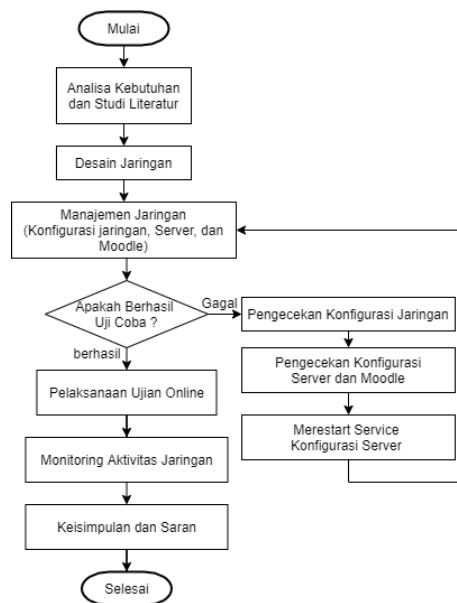 Mulai
Analisa Kebutuhan
dan Studi Literatur
Desain Jaringan
Manajemen Jaringan
(Konfigurasi jaringan, Server, dan
Moodle)
Apakah Berhasil
Uji Coba ?
Gagal
Pengecekan Konfigurasi Jaringan
berhasil
Pengecekan Konfigurasi
Server dan Moodle
Pelaksanaan Ujian Online
Merestart Service
Konfigurasi Server
Monitoring Aktivitas Jaringan
Keisimpulan dan Saran
Selesai